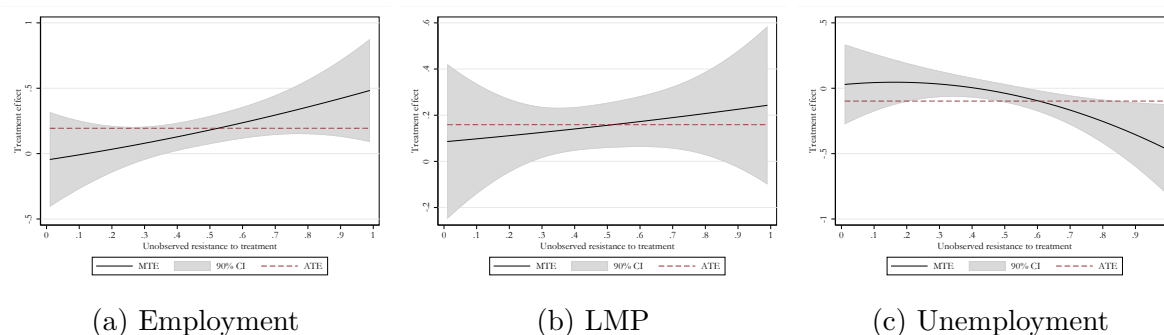 1
.5
0
-.5
Treatment effect
0 .1 .2 .3 .4 .5 .6 .7 .8 .9 1
Unobserved resistance to treatment
MTE 90% CI ATE
(a) Employment
.6
.4
.2
0
-.2
Treatment effect
0 .1 .2 .3 .4 .5 .6 .7 .8 .9 1
Unobserved resistance to treatment
MTE 90% CI ATE
(b) LMP
.5
0
-.5
-1
Treatment effect
0 .1 .2 .3 .4 .5 .6 .7 .8 .9
Unobserved resistance to treatment
MTE 90% CI ATE
(c) Unemployment